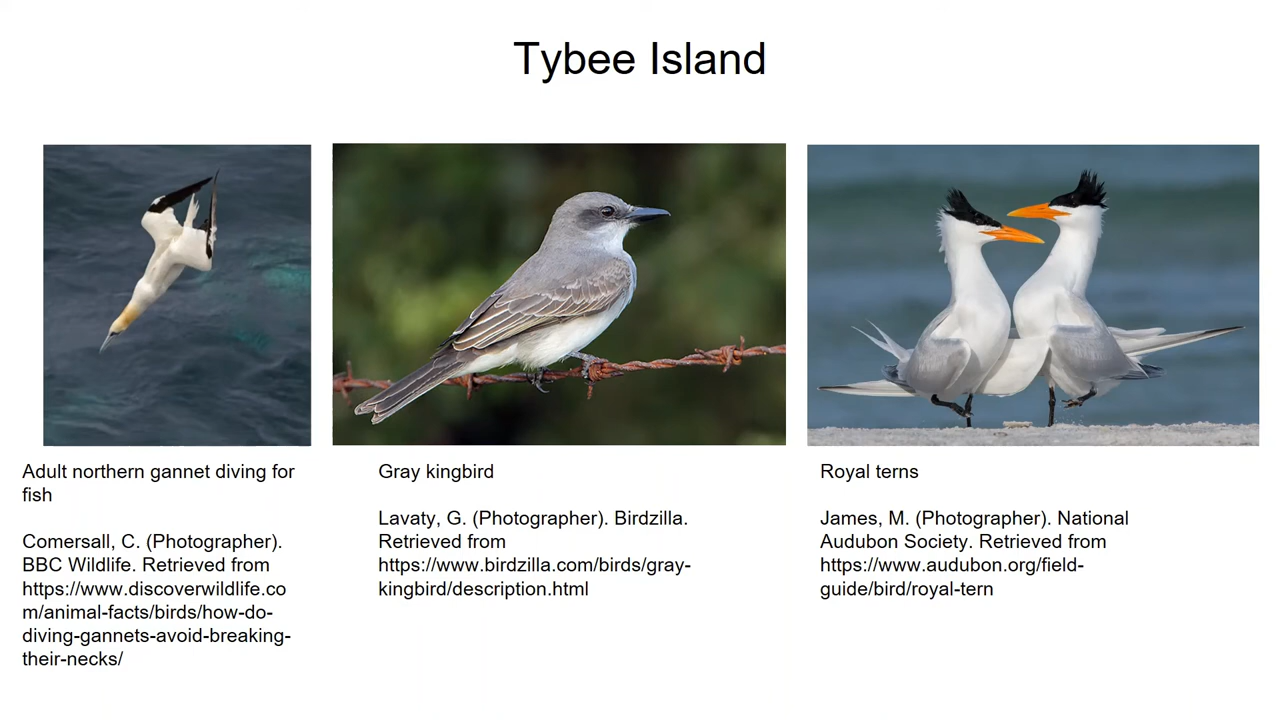 Tybee Island
Adult northern gannet diving for
fish
Comersall, C. (Photographer).
BBC Wildlife. Retrieved from
https://www.discoverwildlife.co
m/animal-facts/birds/how-do-
diving-gannets-avoid-breaking-
their-necks/
Gray kingbird
Lavaty, G. (Photographer). Birdzilla.
Retrieved from
https://www.birdzilla.com/birds/gray-
kingbird/description.html
Royal terns
James, M. (Photographer). National
Audubon Society. Retrieved from
https://www.audubon.org/field-
guide/bird/royal-tern